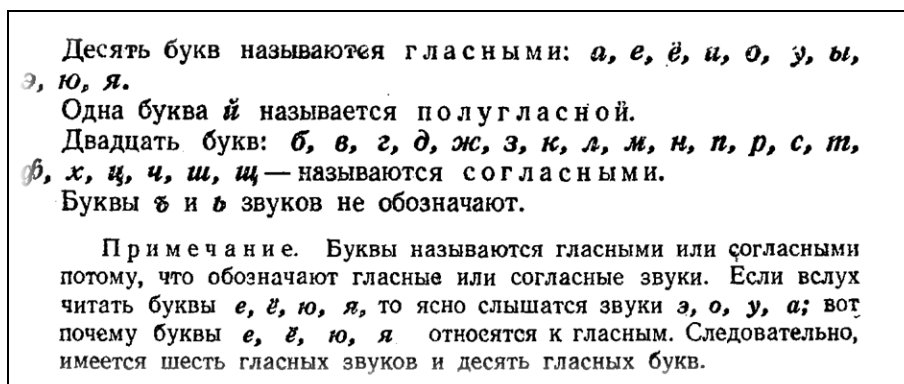 Десять букв называются гласными: а, е, ё, и, о, у, ы,
э, ю, я.
Одна буква й называется полугласной.
Двадцать букв: б, в, г, д, ж, з, к, л, м, н, п, р, с, т,
ф, х, ц, ч, ш, щ — называются согласными.
Буквы ъ и ь звуков не обозначают.
Примечание. Буквы называются гласными или согласными
потому, что обозначают гласные или согласные звуки. Если вслух
читать буквы е, ё, ю, я, то ясно слышатся звуки э, о, у, а; вот
почему буквы е, ё, ю, я относятся к гласным. Следовательно,
имеется шесть гласных звуков и десять гласных букв.